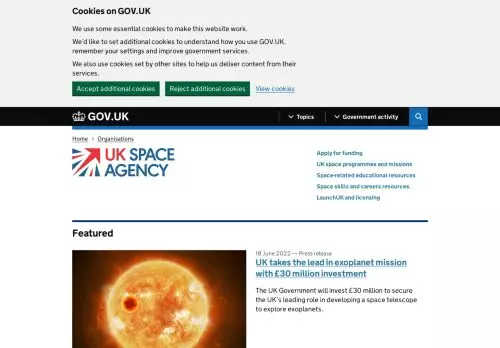 Cookies on GOV.UK
We use some essential cookies to make this website work.
We'd like to set additional cookies to understand how you use GOV.UK,
remember your settings and improve government services.
We also use cookies set by other sites to help us deliver content from their
services.
Accept additional cookies
Reject additional cookies
View cookies
GOV.UK
Topics
Government activity
Home > Organisations
UK SPACE
AGENCY
Apply for funding
UK space programmes and missions
Space-related educational resources
Space skills and careers resources
LaunchUK and licensing
Featured
18 June 2022 — Press release
UK takes the lead in exoplanet mission
with £30 million investment
The UK Government will invest £30 million to secure
the UK's leading role in developing a space telescope
to explore exoplanets.